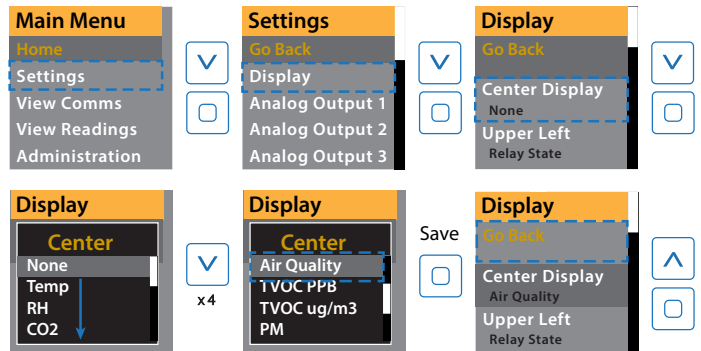 Main Menu
Home
Settings
View Comms
View Readings
Administration
Settings
Go Back
Display
Analog Output 1
Analog Output 2
Analog Output 3
Display
Go Back
Center Display
None
Upper Left
Relay State
Display
Center
None
Temp
RH
CO2
x4
Display
Center
Air Quality
TVOC PPB
TVOC ug/m3
PM
Save
Display
Go Back
Center Display
Air Quality
Upper Left
Relay State